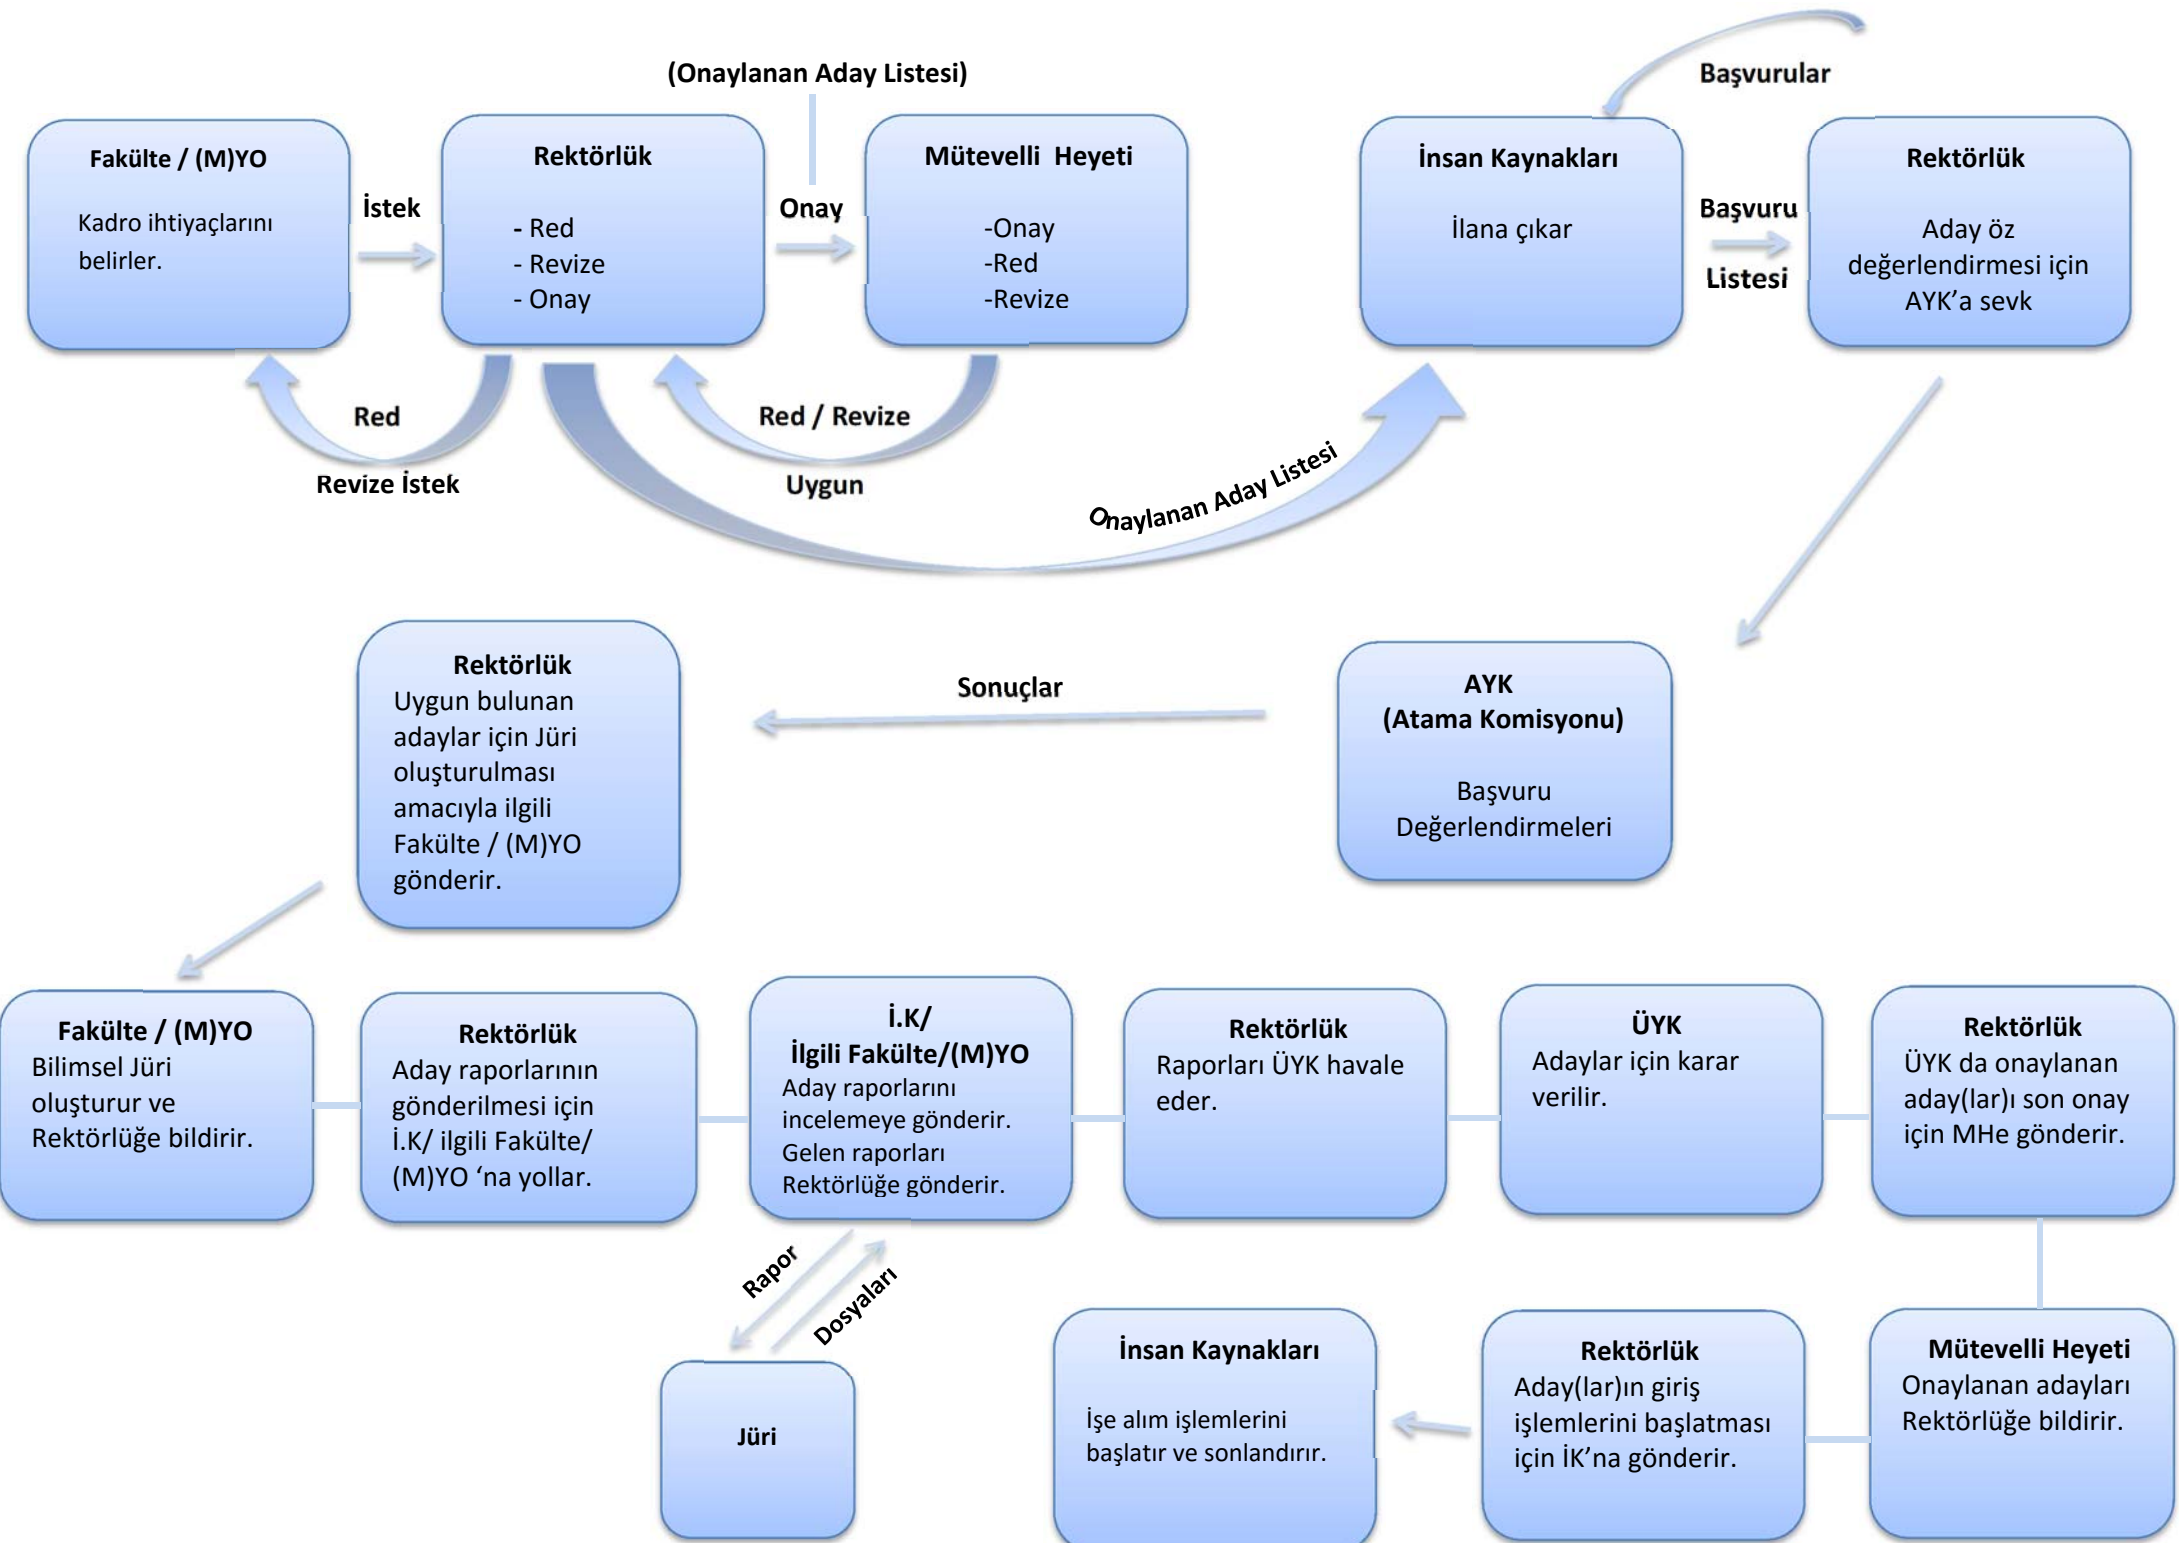 (Onaylanan Aday Listesi)
Başvurular
Fakülte / (M)YO
Kadro ihtiyaçlarını
belirler.
İstek
Rektörlük
- Red
- Revize
- Onay
Onay
Mütevelli Heyeti
-Onay
-Red
-Revize
İnsan Kaynakları
İlana çıkar
Başvuru
Listesi
Rektörlük
Aday öz
değerlendirmesi için
AYK’a sevk
Red
Revize İstek
Red / Revize
Uygun
Onaylanan Aday Listesi
Rektörlük
Uygun bulunan
adaylar için Jüri
oluşturulması
amacıyla ilgili
Fakülte / (M)YO
gönderir.
Sonuçlar
AYK
(Atama Komisyonu)
Başvuru
Değerlendirmeleri
Fakülte / (M)YO
Bilimsel Jüri
oluşturur ve
Rektörlüğe bildirir.
Rektörlük
Aday raporlarının
gönderilmesi için
İ.K/ ilgili Fakülte/
(M)YO ‘na yollar.
İ.K/
İlgili Fakülte/(M)YO
Aday raporlarını
incelemeye gönderir.
Gelen raporları
Rektörlüğe gönderir.
Rektörlük
Raporları ÜYK havale
eder.
ÜYK
Adaylar için karar
verilir.
Rektörlük
ÜYK da onaylanan
aday(lar)ı son onay
için MHe gönderir.
Rapor
Dosyaları
Jüri
İnsan Kaynakları
İşe alım işlemlerini
başlatır ve sonlandırır.
Rektörlük
Aday(lar)ın giriş
işlemlerini başlatması
için İK’na gönderir.
Mütevelli Heyeti
Onaylanan adayları
Rektörlüğe bildirir.